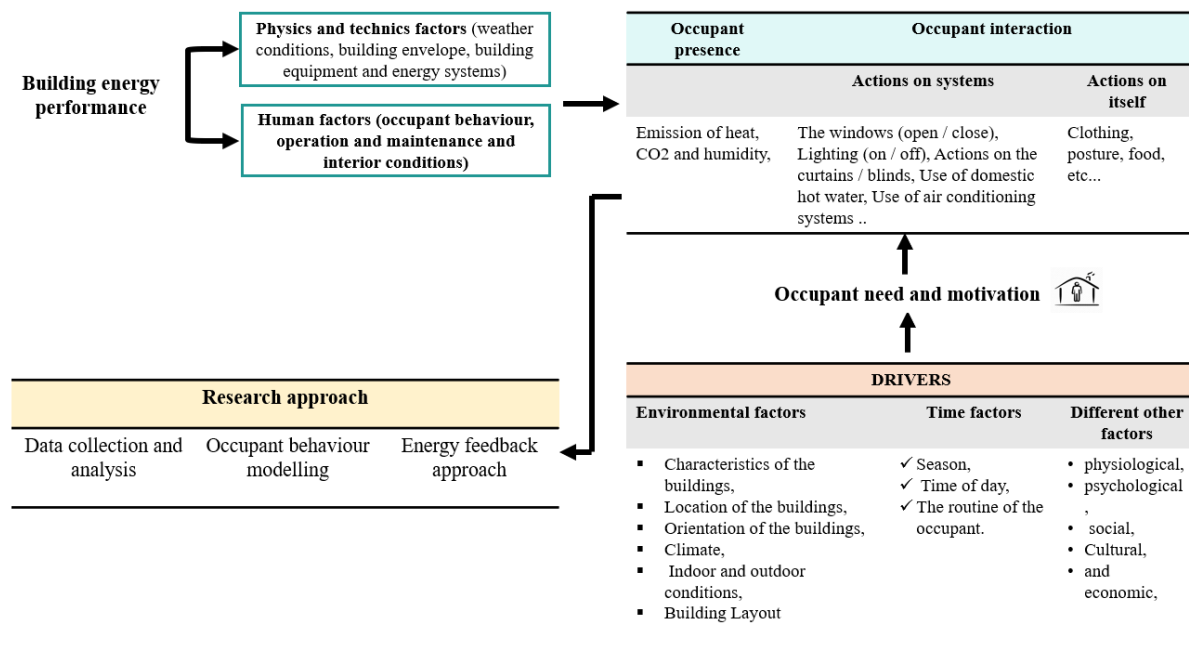 Building energy
performance
Physics and technics factors (weather
conditions, building envelope, building
equipment and energy systems)
Human factors (occupant behaviour,
operation and maintenance and
interior conditions)
Occupant
presence
Occupant interaction
Actions on systems
Actions on
itself
Emission of heat,
CO2 and humidity,
The windows (open / close),
Lighting (on / off), Actions on the
curtains / blinds, Use of domestic
hot water, Use of air conditioning
systems ..
Clothing,
posture, food,
etc...
Occupant need and motivation
DRIVERS
Environmental factors
Time factors
Different other
factors
▪ Characteristics of the
buildings,
▪ Location of the buildings,
▪ Orientation of the buildings,
▪ Climate,
▪ Indoor and outdoor
conditions,
▪ Building Layout
✓ Season,
✓ Time of day,
✓ The routine of the
occupant.
• physiological,
• psychological
,
• social,
• Cultural,
• and
economic,
Research approach
Data collection and
analysis
Occupant behaviour
modelling
Energy feedback
approach